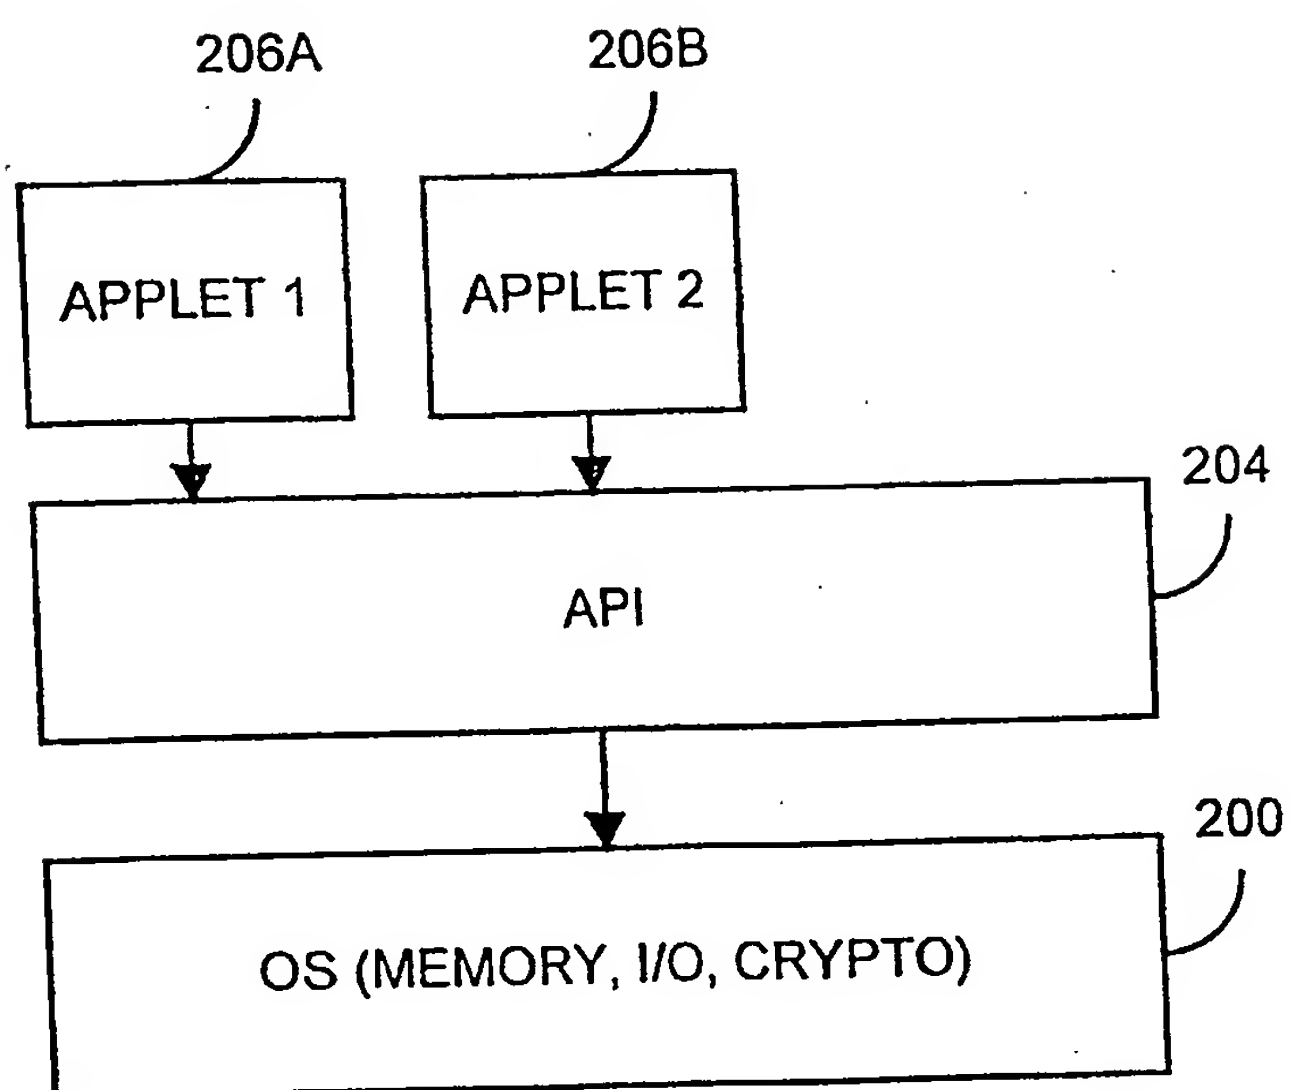 206A
206B
APPLET 1
APPLET 2
204
API
200
OS (MEMORY, I/O, CRYPTO)